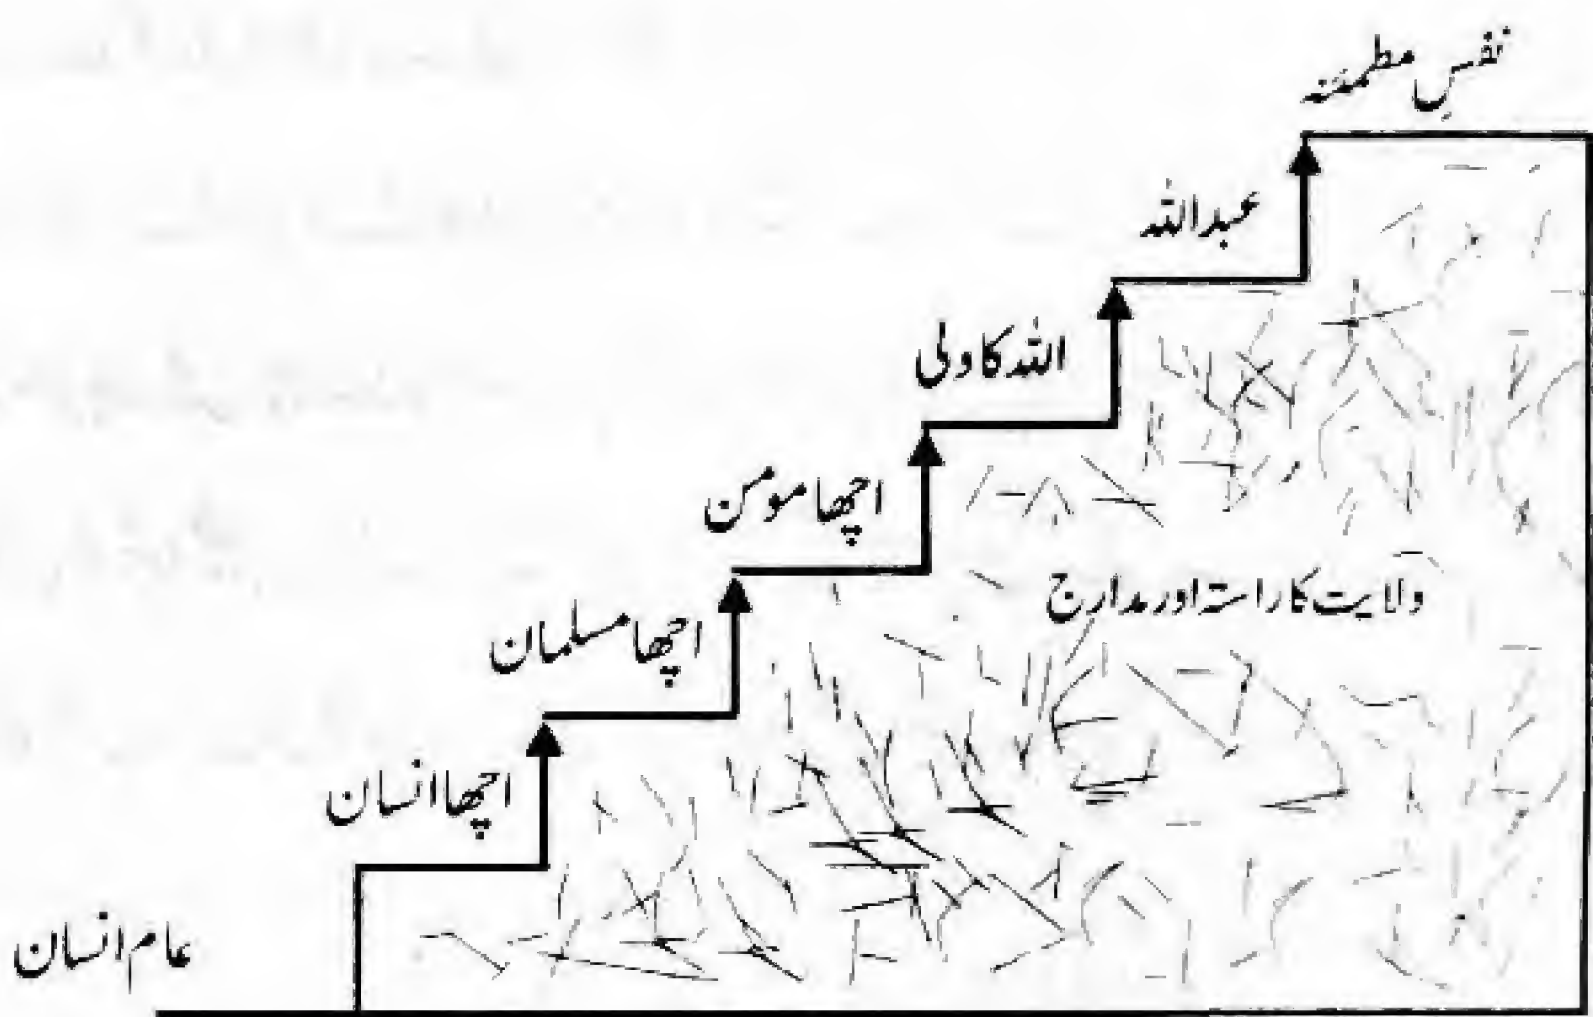 نفسِ مطمئنہ
عبداللہ
اللہ کا ولی
اچھا مومن
ولایت کا راستہ اور مدارج
اچھا مسلمان
اچھا انسان
عام انسان